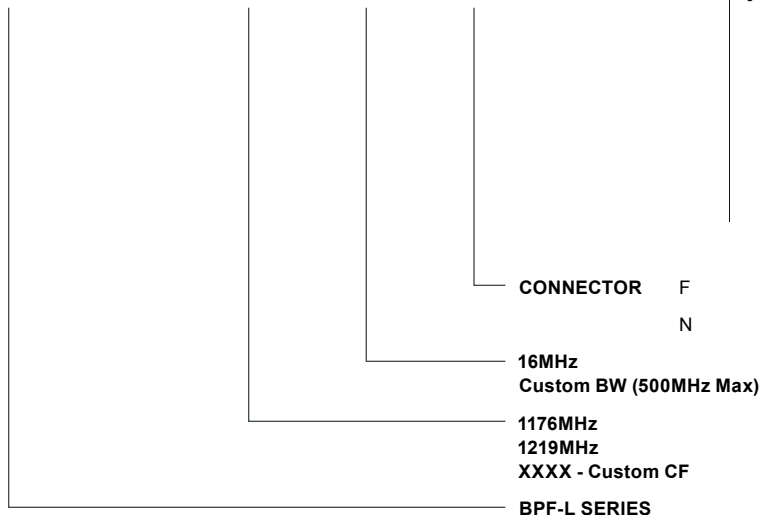 CONNECTOR F
N
16MHz
Custom BW (500MHz Max)
1176MHz
1219MHz
XXXX - Custom CF
BPF-L SERIES